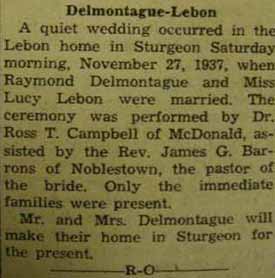 Delmontague-Lebon
A quiet wedding occurred in the
Lebon home in Sturgeon Saturday
morning, November 27, 1937, when
Raymond Delmontague and Miss
Lucy Lebon were married. The
ceremony was performed by Dr.
Ross T. Campbell of McDonald, as-
sisted by the Rev. James G. Bar-
rons of Noblestown, the pastor of
the bride. Only the immediate
families were present.
Mr. and Mrs. Delmontague will
make their home in Sturgeon for
the present.
R-O